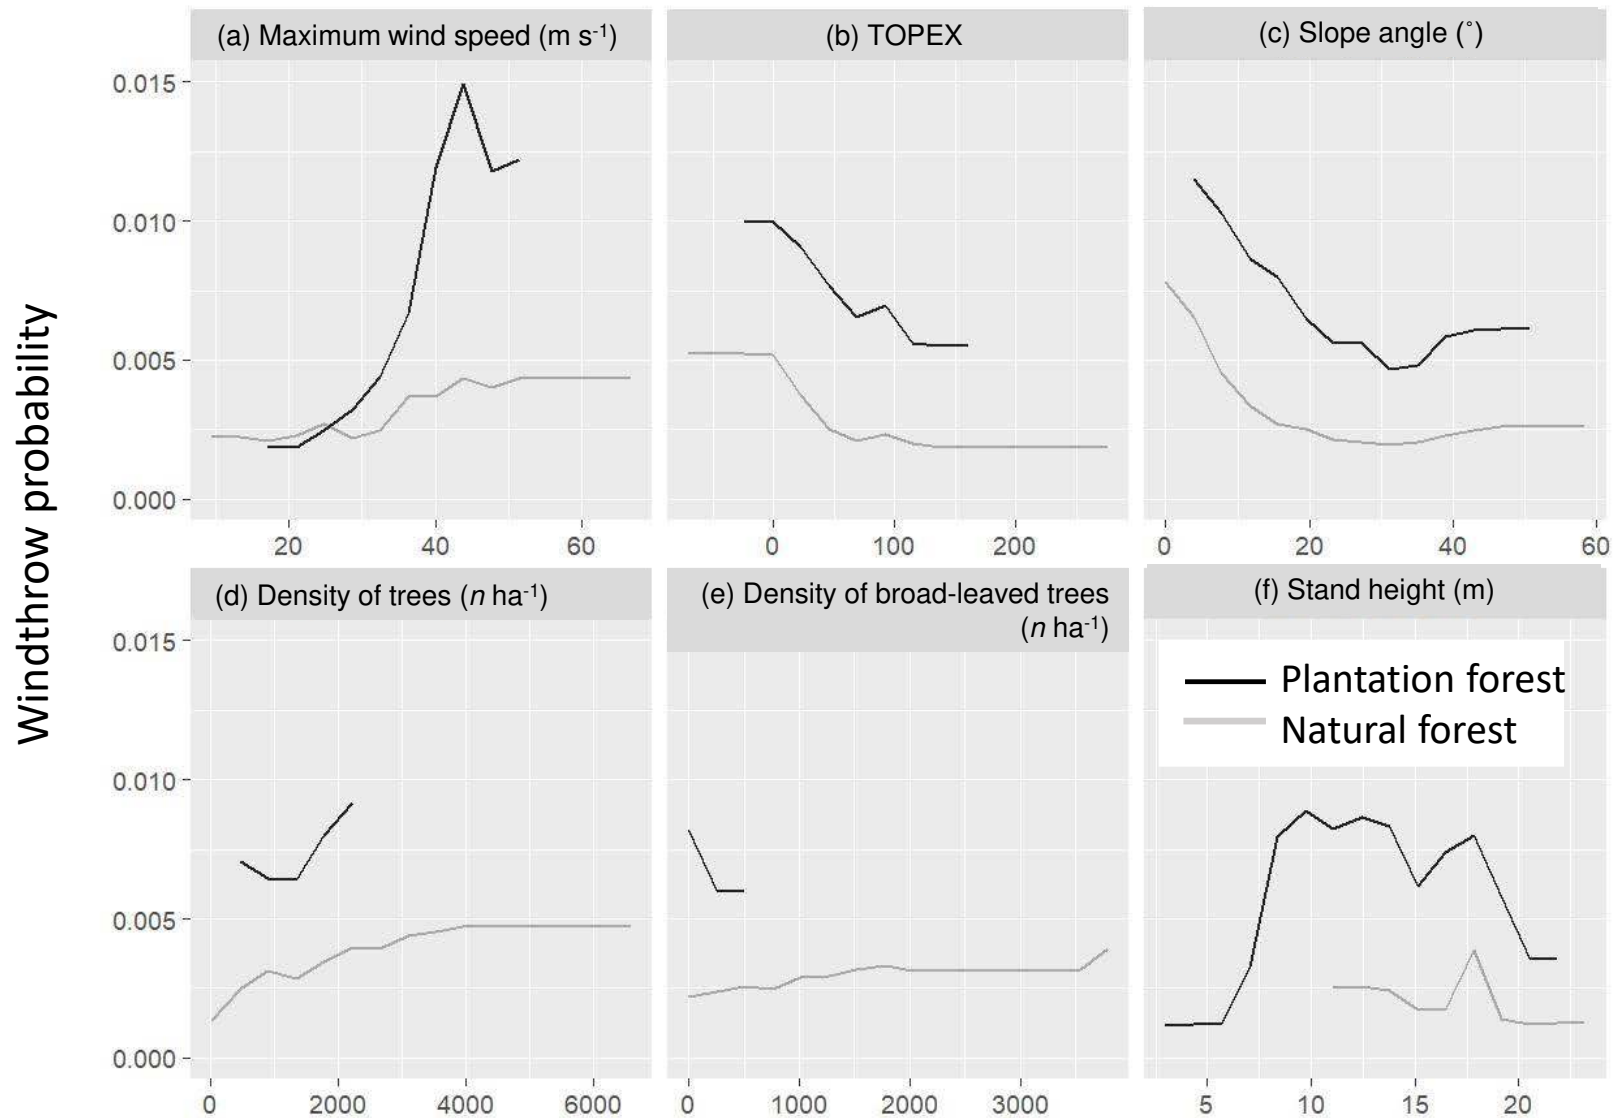 (a) Maximum wind speed (m s-1)
(b) TOPEX
(c) Slope angle (˚)
0.015
0.010
0.005
0.000
20 40 60
0 100 200
0 20 40 60
Windthrow probability
(d) Density of trees (n ha-1)
(e) Density of broad-leaved trees
(n ha-1)
(f) Stand height (m)
Plantation forest
Natural forest
0.015
0.010
0.005
0.000
0 2000 4000 6000
0 1000 2000 3000
5 10 15 20